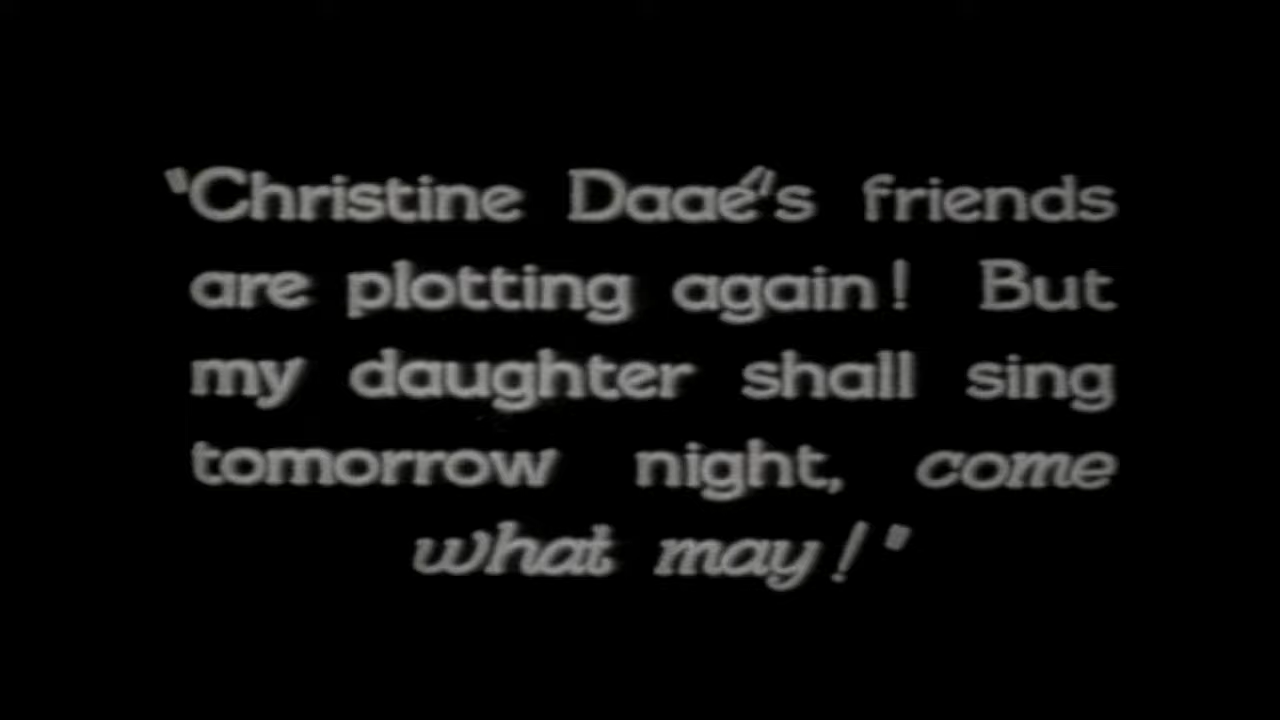 "Christine Daaé's friends
are plotting again! But
my daughter shall sing
tomorrow night, come
what may!"